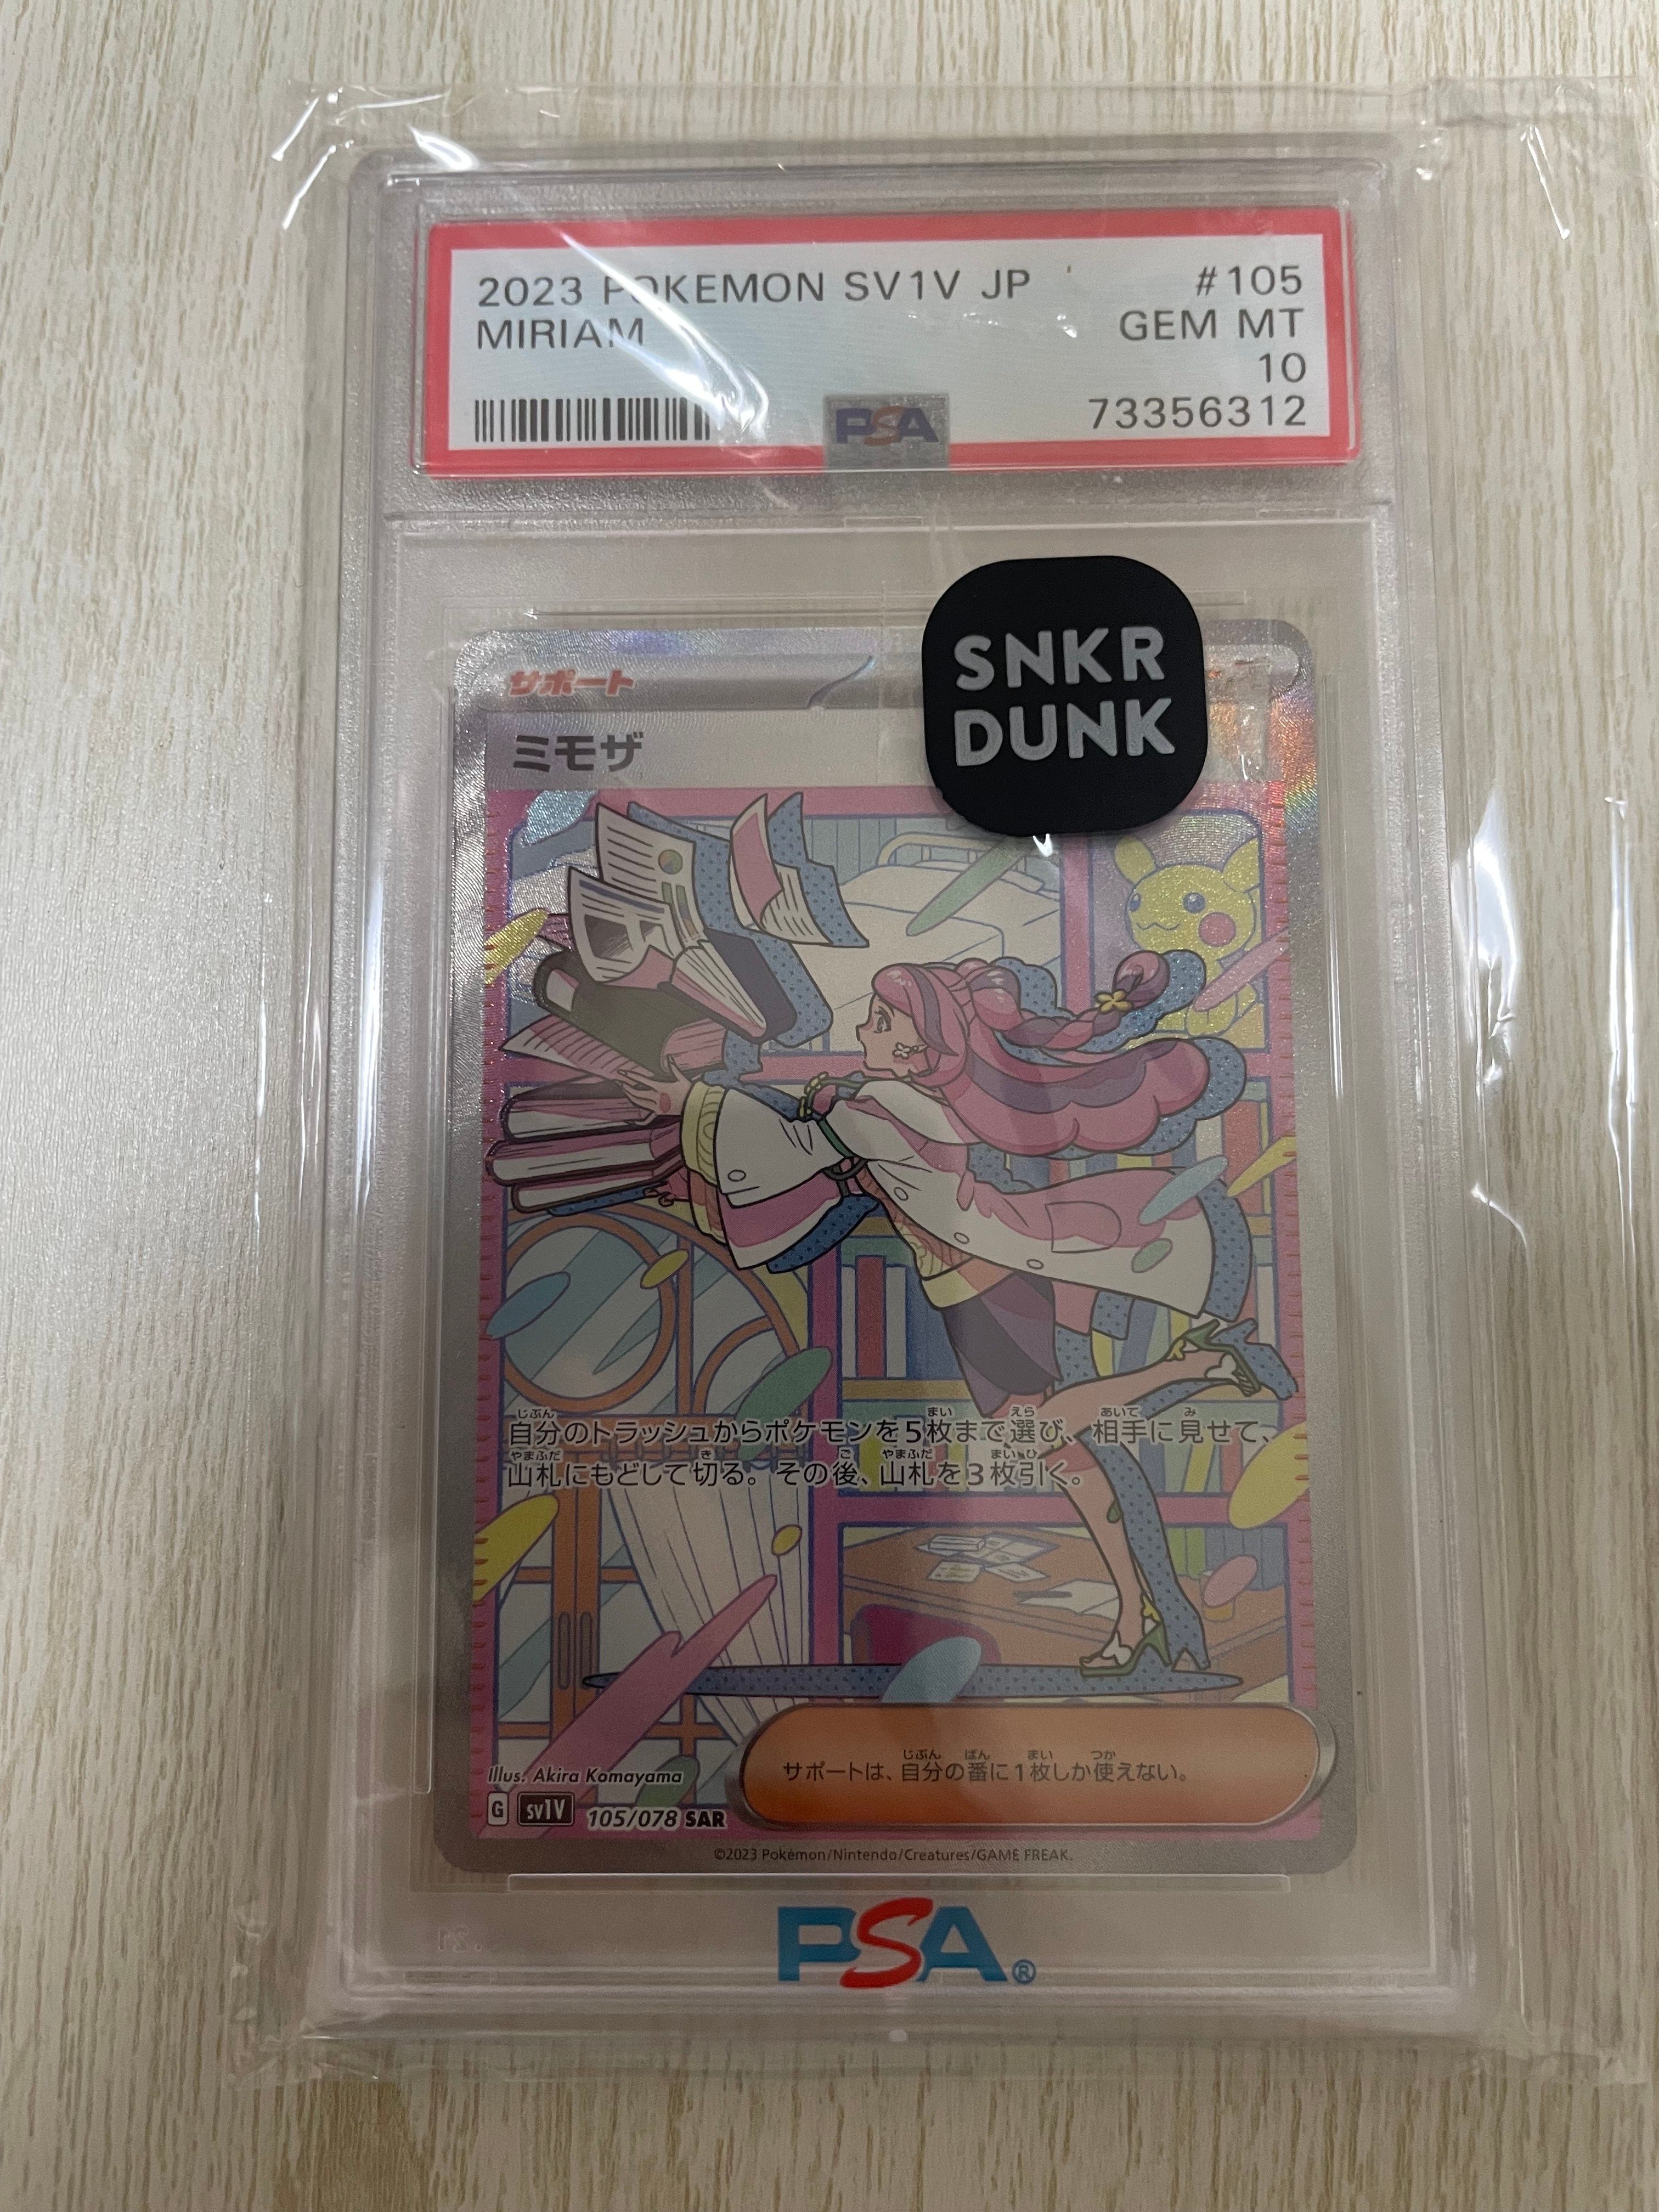 2023 POKEMON SV1V JP #105
MIRIAM GEM MT
10
PSA 73356312
SNKR
DUNK
サポート
ミモザ
自分のトラッシュからポケモンを5枚まで選び、相手に見せて、
山札にもどして切る。その後、山札を3枚引く。
サポートは、自分の番に1枚しか使えない。
Illus. Akira Komayama
G sv1V 105/078 SAR
©2023 Pokémon/Nintendo/Creatures/GAME FREAK.
PSA®